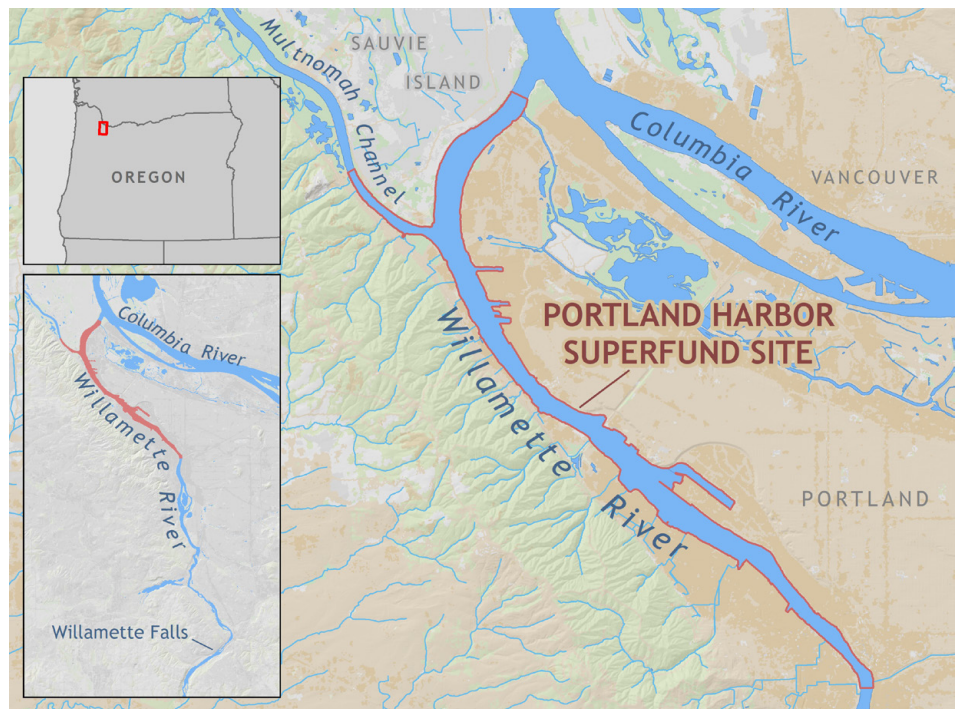 Multnomah Channel
SAUVIE
ISLAND
Columbia River
VANCOUVER
OREGON
PORTLAND HARBOR
SUPERFUND SITE
Willamette River
PORTLAND
Columbia River
Willamette River
Willamette Falls